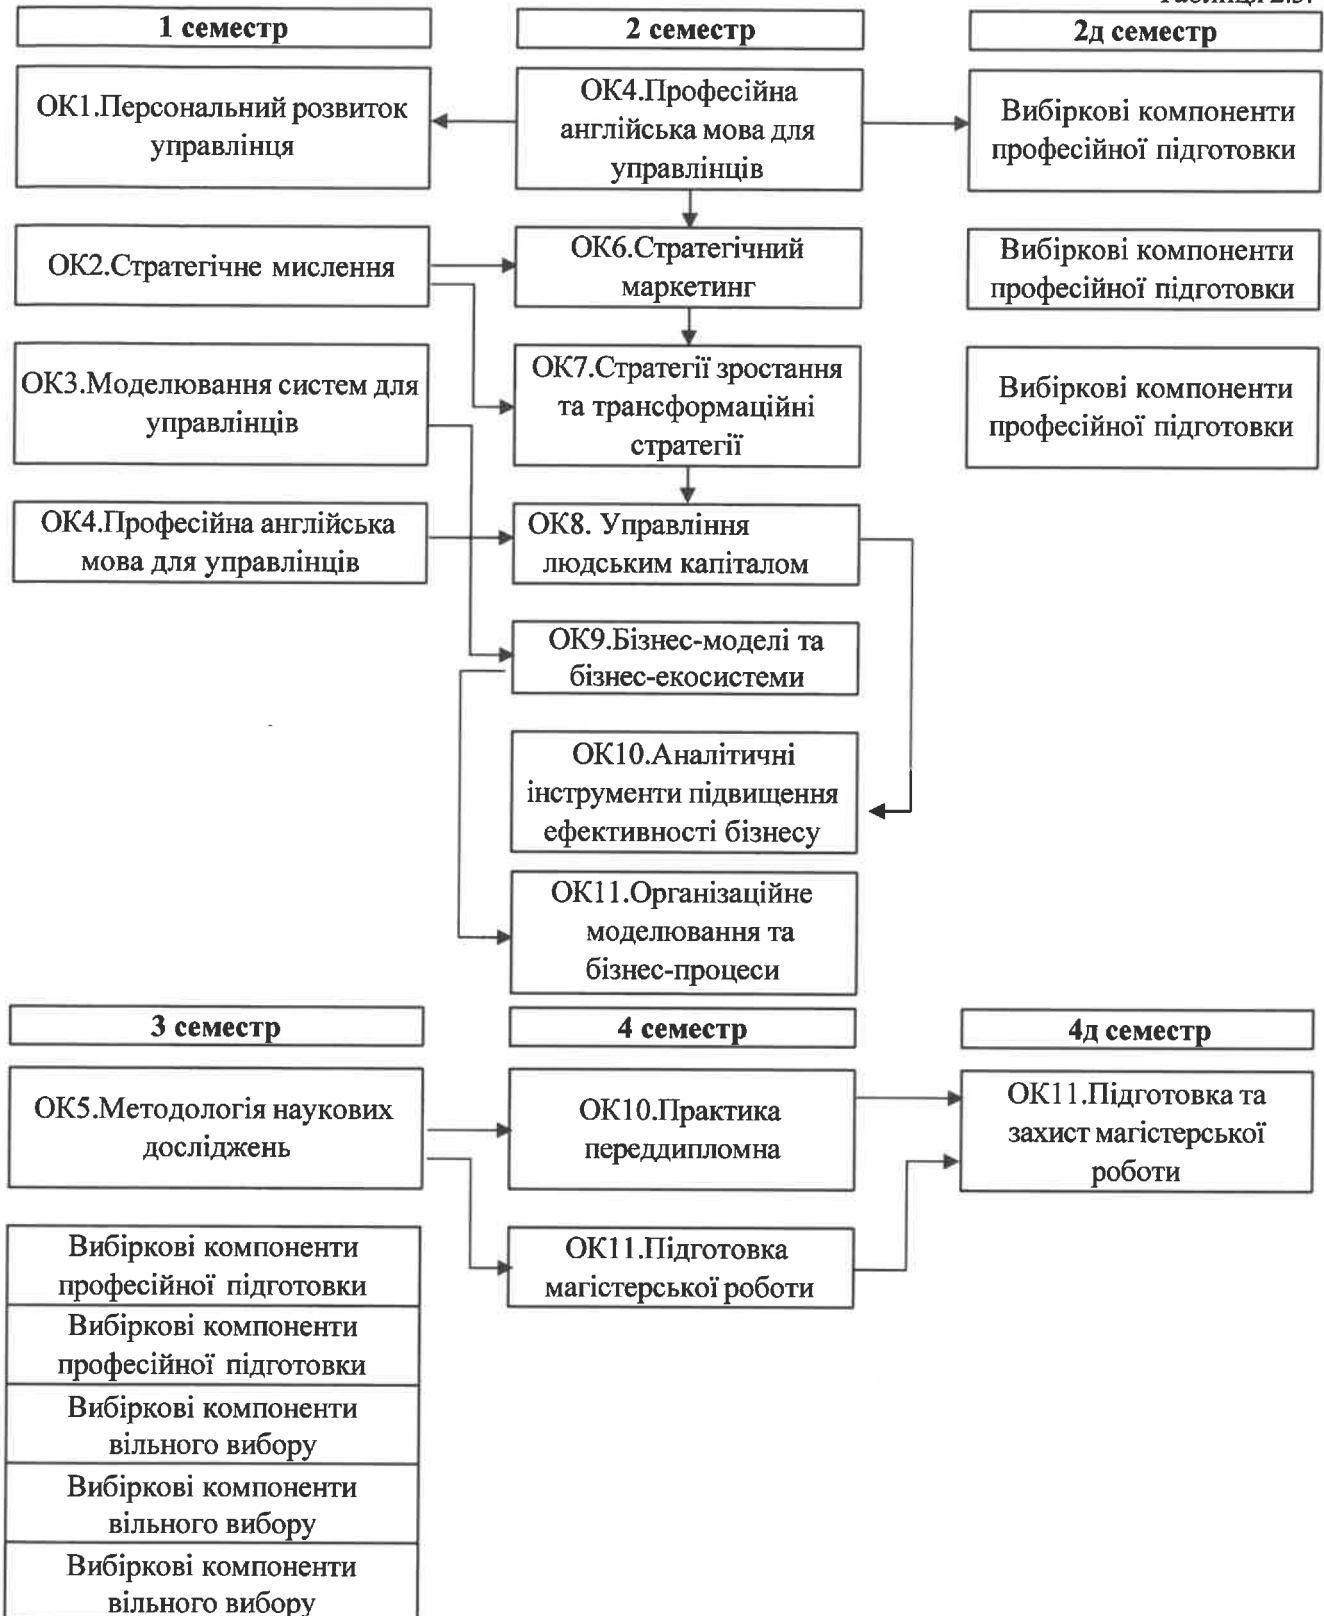 Таблиця 2.3.
1 семестр
2 семестр
2д семестр
ОК1.Персональний розвиток
управлінця
ОК4.Професійна
англійська мова для
управлінців
Вибіркові компоненти
професійної підготовки
ОК2.Стратегічне мислення
ОК6.Стратегічний
маркетинг
Вибіркові компоненти
професійної підготовки
ОК3.Моделювання систем для
управлінців
ОК7.Стратегії зростання
та трансформаційні
стратегії
Вибіркові компоненти
професійної підготовки
ОК4.Професійна англійська
мова для управлінців
ОК8. Управління
людським капіталом
ОК9.Бізнес-моделі та
бізнес-екосистеми
ОК10.Аналітичні
інструменти підвищення
ефективності бізнесу
ОК11.Організаційне
моделювання та
бізнес-процеси
3 семестр
4 семестр
4д семестр
ОК5.Методологія наукових
досліджень
ОК10.Практика
переддипломна
ОК11.Підготовка та
захист магістерської
роботи
ОК11.Підготовка
магістерської роботи
Вибіркові компоненти
професійної підготовки
Вибіркові компоненти
професійної підготовки
Вибіркові компоненти
вільного вибору
Вибіркові компоненти
вільного вибору
Вибіркові компоненти
вільного вибору